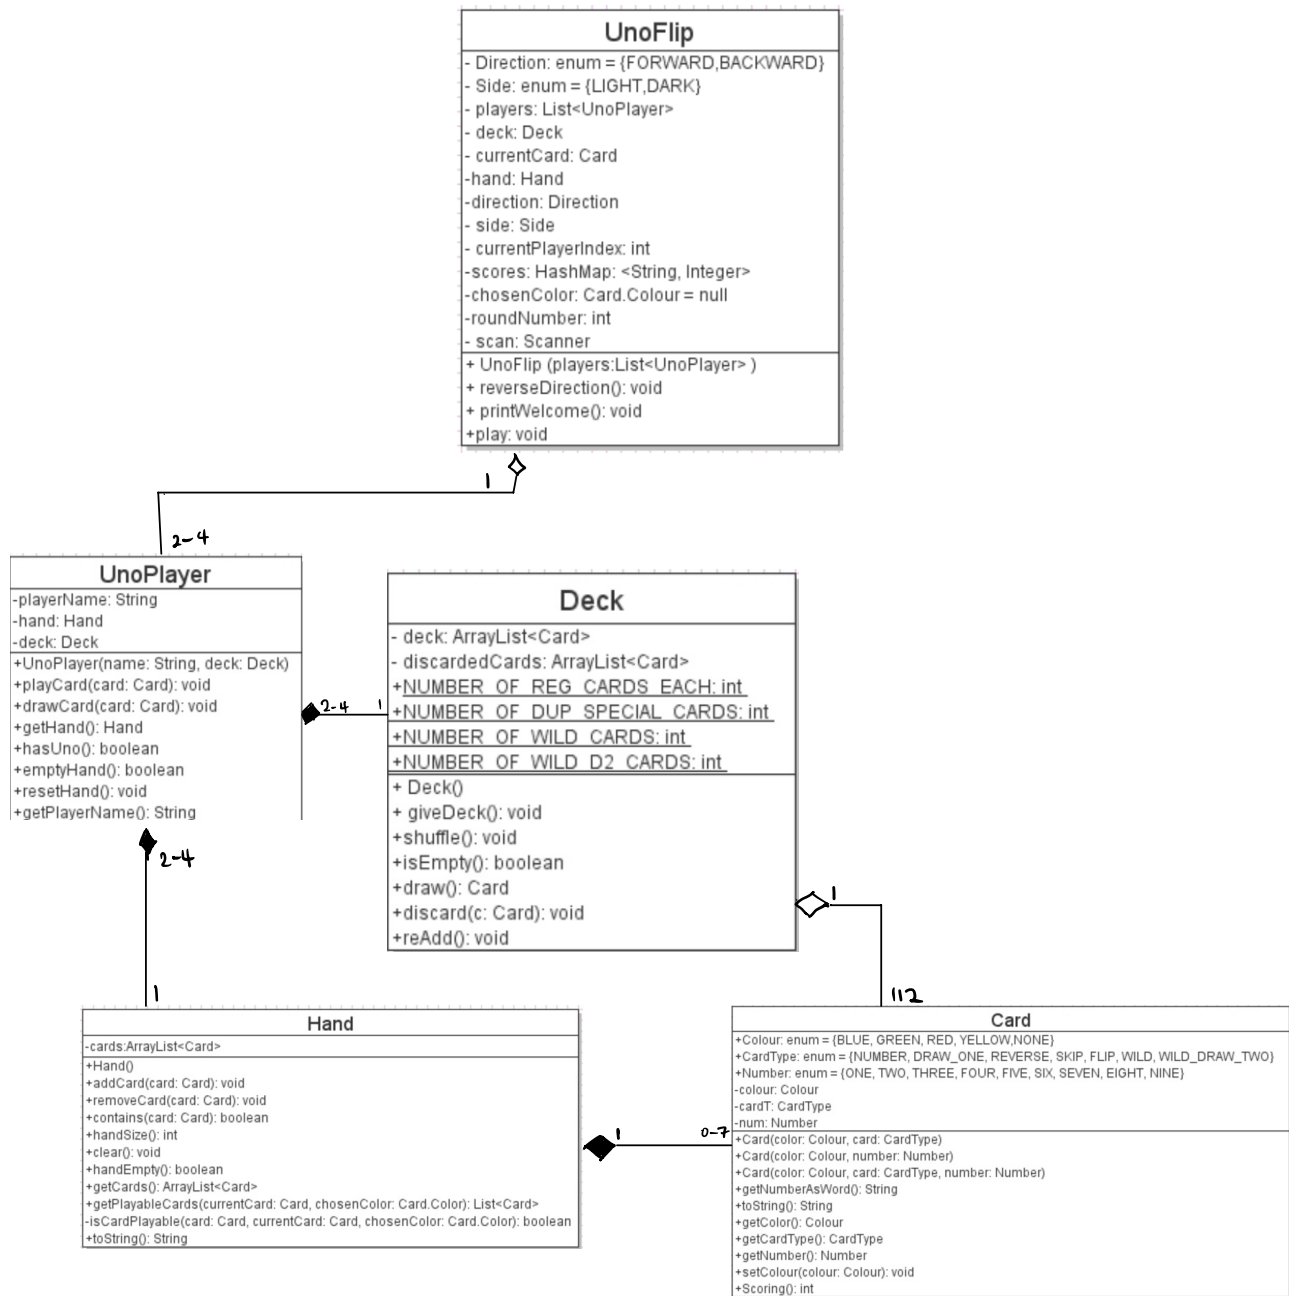 UnoFlip
- Direction: enum = {FORWARD,BACKWARD}
- Side: enum = {LIGHT,DARK}
- players: List<UnoPlayer>
- deck: Deck
- currentCard: Card
-hand: Hand
-direction: Direction
- side: Side
- currentPlayerIndex: int
-scores: HashMap: <String, Integer>
-chosenColor: Card.Colour = null
-roundNumber: int
- scan: Scanner
+ UnoFlip (players:List<UnoPlayer> )
+ reverseDirection(): void
+ printWelcome(): void
+play: void
1
2-4
UnoPlayer
-playerName: String
-hand: Hand
-deck: Deck
+UnoPlayer(name: String, deck: Deck)
+playCard(card: Card): void
+drawCard(card: Card): void
+getHand(): Hand
+hasUno(): boolean
+emptyHand(): boolean
+resetHand(): void
+getPlayerName(): String
2-4 1
Deck
- deck: ArrayList<Card>
- discardedCards: ArrayList<Card>
+NUMBER_OF_REG_CARDS_EACH: int
+NUMBER_OF_DUP_SPECIAL_CARDS: int
+NUMBER_OF_WILD_CARDS: int
+NUMBER_OF_WILD_D2_CARDS: int
+ Deck()
+ giveDeck(): void
+shuffle(): void
+isEmpty(): boolean
+draw(): Card
+discard(c: Card): void
+reAdd(): void
2-4
1
1
112
Hand
-cards:ArrayList<Card>
+Hand()
+addCard(card: Card): void
+removeCard(card: Card): void
+contains(card: Card): boolean
+handSize(): int
+clear(): void
+handEmpty(): boolean
+getCards(): ArrayList<Card>
+getPlayableCards(currentCard: Card, chosenColor: Card.Color): List<Card>
-isCardPlayable(card: Card, currentCard: Card, chosenColor: Card.Color): boolean
+toString(): String
1 0-7
Card
+Colour: enum = {BLUE, GREEN, RED, YELLOW,NONE}
+CardType: enum = {NUMBER, DRAW_ONE, REVERSE, SKIP, FLIP, WILD, WILD_DRAW_TWO}
+Number: enum = {ONE, TWO, THREE, FOUR, FIVE, SIX, SEVEN, EIGHT, NINE}
-colour: Colour
-cardT: CardType
-num: Number
+Card(color: Colour, card: CardType)
+Card(color: Colour, number: Number)
+Card(color: Colour, card: CardType, number: Number)
+getNumberAsWord(): String
+toString(): String
+getColor(): Colour
+getCardType(): CardType
+getNumber(): Number
+setColour(colour: Colour): void
+Scoring(): int